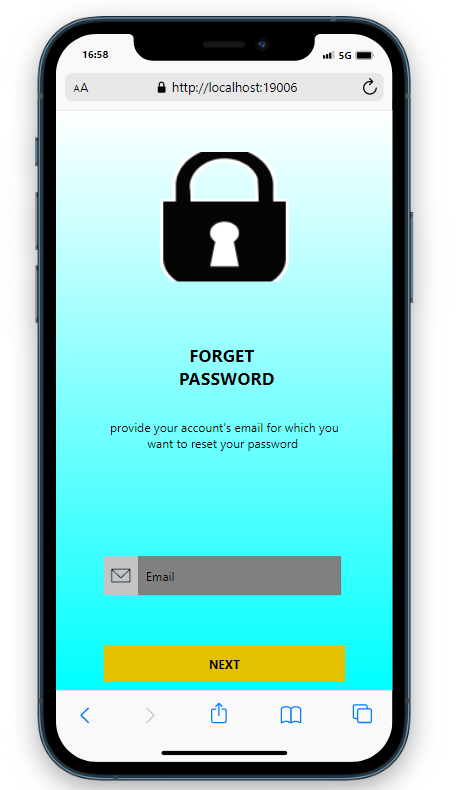 16:58
5G
AA
http://localhost:19006
FORGET
PASSWORD
provide your account's email for which you
want to reset your password
Email
NEXT